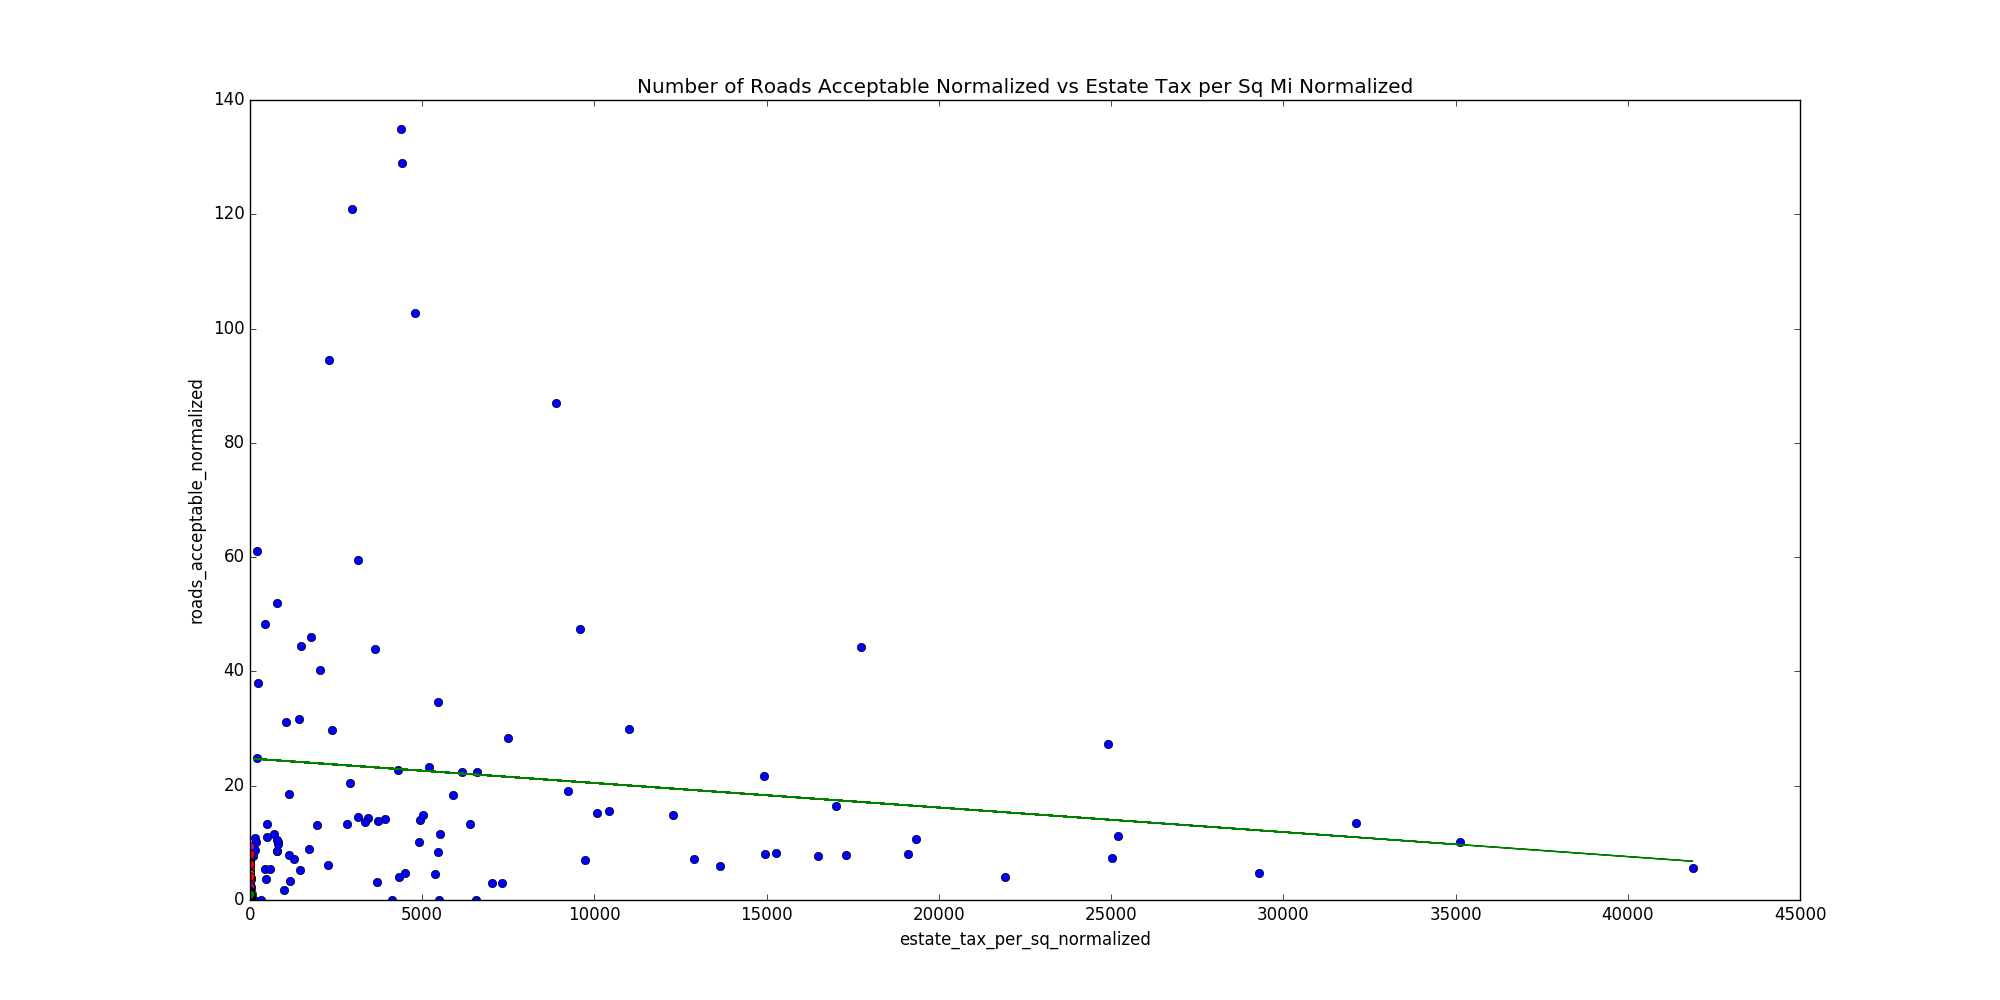 Number of Roads Acceptable Normalized vs Estate Tax per Sq Mi Normalized
140
120
100
80
60
40
20
0
roads_acceptable_normalized
0 5000 10000 15000 20000 25000 30000 35000 40000 45000
estate_tax_per_sq_normalized